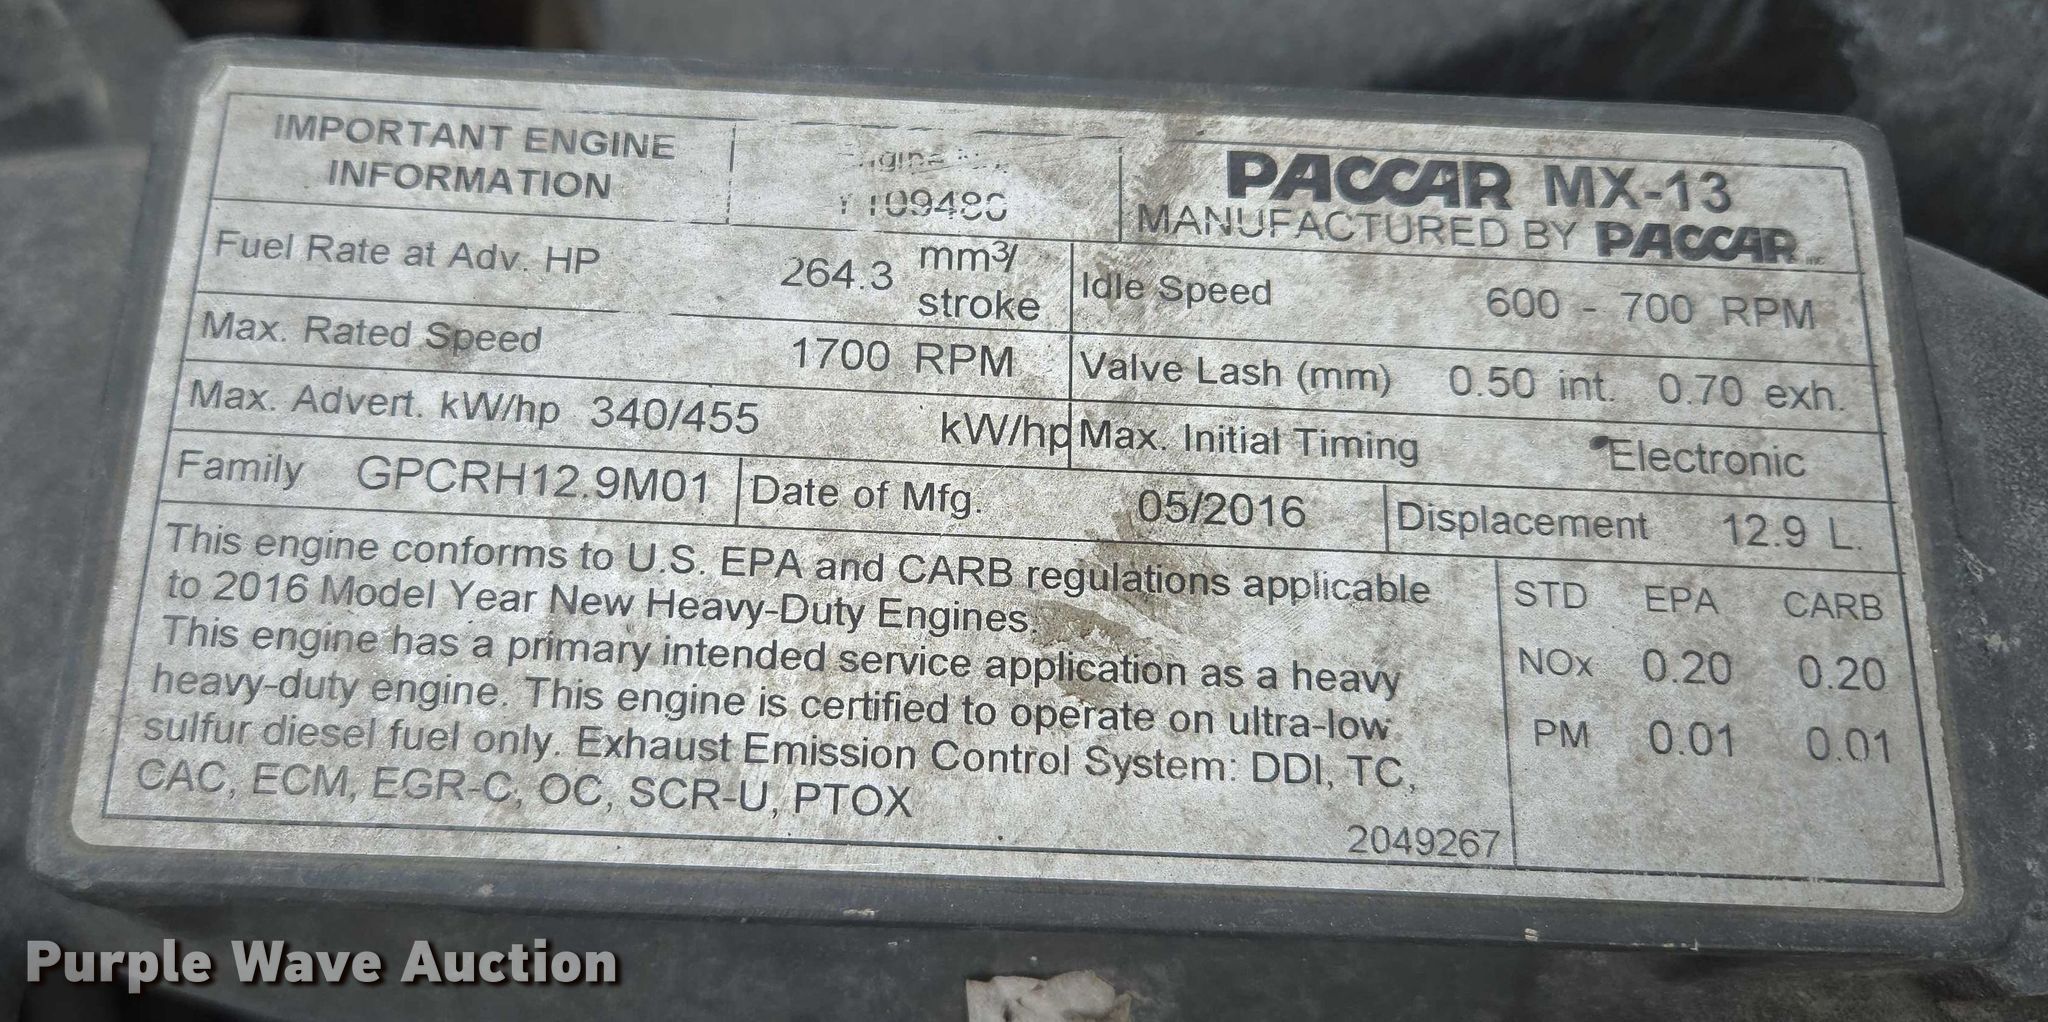 IMPORTANT ENGINE
INFORMATION
PACCAR MX-13
MANUFACTURED BY PACCAR INC
Fuel Rate at Adv. HP 264.3 mm3/
stroke
Idle Speed 600 - 700 RPM
Max. Rated Speed 1700 RPM
Valve Lash (mm) 0.50 int. 0.70 exh.
Max. Advert. kW/hp 340/455 kW/hp
Max. Initial Timing Electronic
Family GPCRH12.9M01
Date of Mfg. 05/2016
Displacement 12.9 L.
This engine conforms to U.S. EPA and CARB regulations applicable
to 2016 Model Year New Heavy-Duty Engines.
This engine has a primary intended service application as a heavy
heavy-duty engine. This engine is certified to operate on ultra-low
sulfur diesel fuel only. Exhaust Emission Control System: DDI, TC,
CAC, ECM, EGR-C, OC, SCR-U, PTOX
2049267
STD EPA CARB
NOx 0.20 0.20
PM 0.01 0.01
Purple Wave Auction